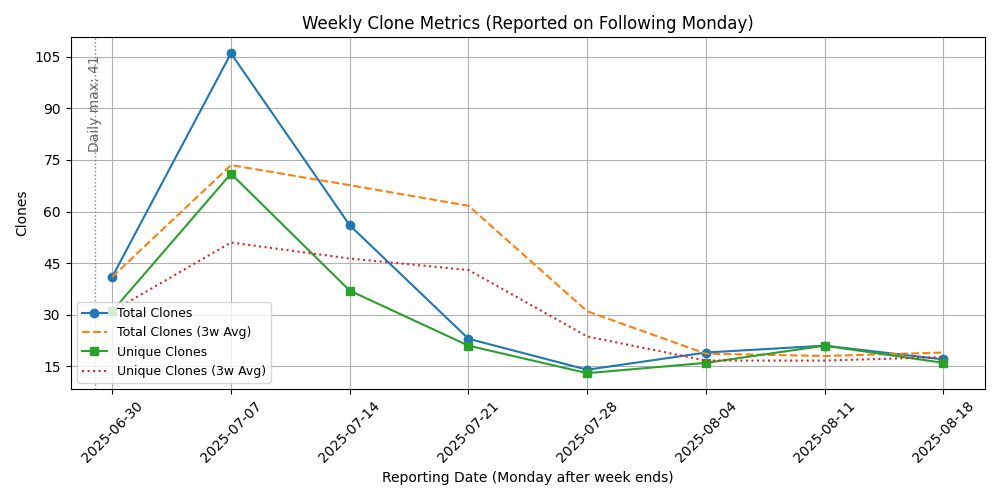 Weekly Clone Metrics (Reported on Following Monday)
Clones
105
90
75
60
45
30
15
Daily max: 41
Total Clones
Total Clones (3w Avg)
Unique Clones
Unique Clones (3w Avg)
2025-06-30
2025-07-07
2025-07-14
2025-07-21
2025-07-28
2025-08-04
2025-08-11
2025-08-18
Reporting Date (Monday after week ends)